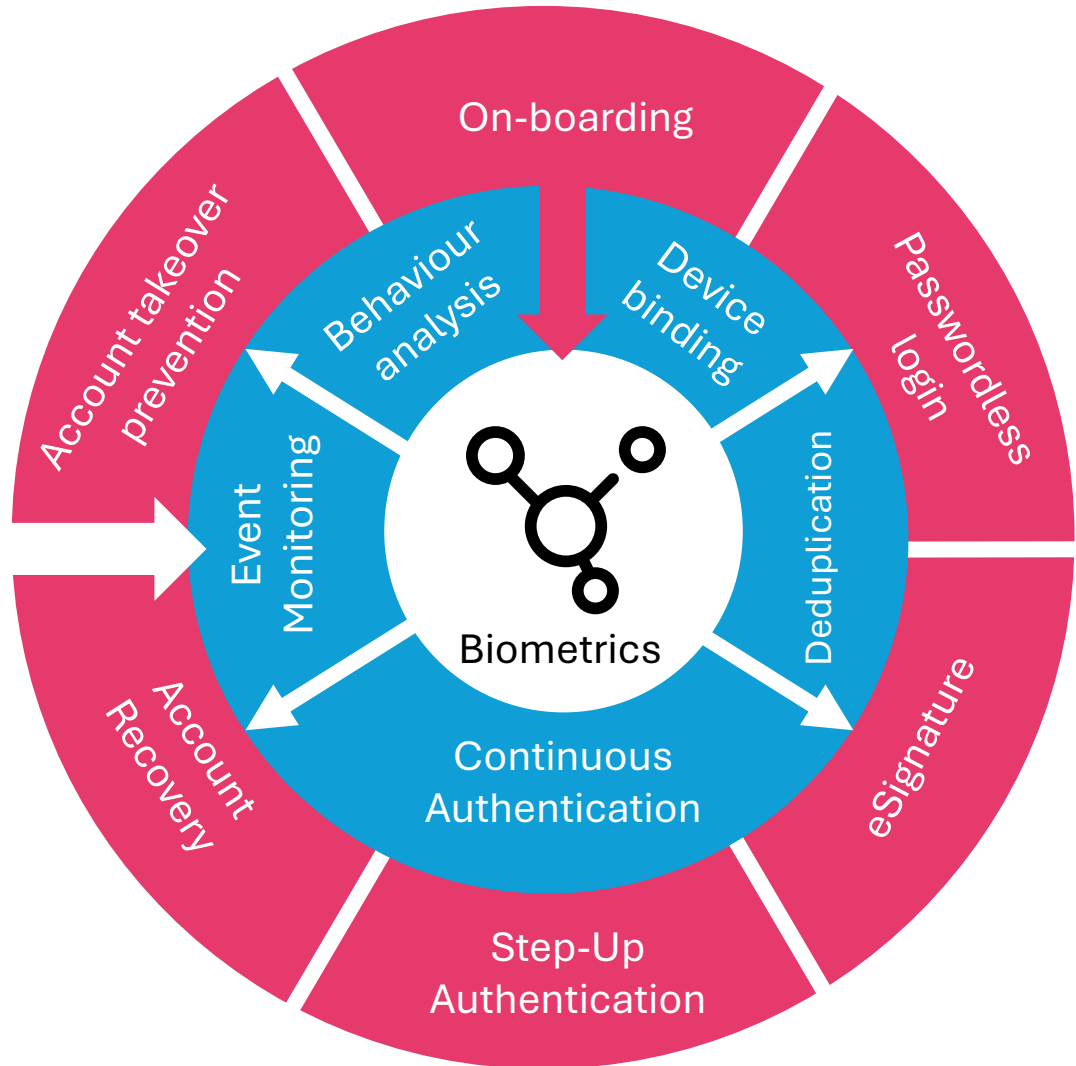 On-boarding
Passwordless
login
eSignature
Step-Up
Authentication
Account
Recovery
Account takeover
prevention
Behaviour
analysis
Device
binding
Deduplication
Continuous
Authentication
Event
Monitoring
Biometrics